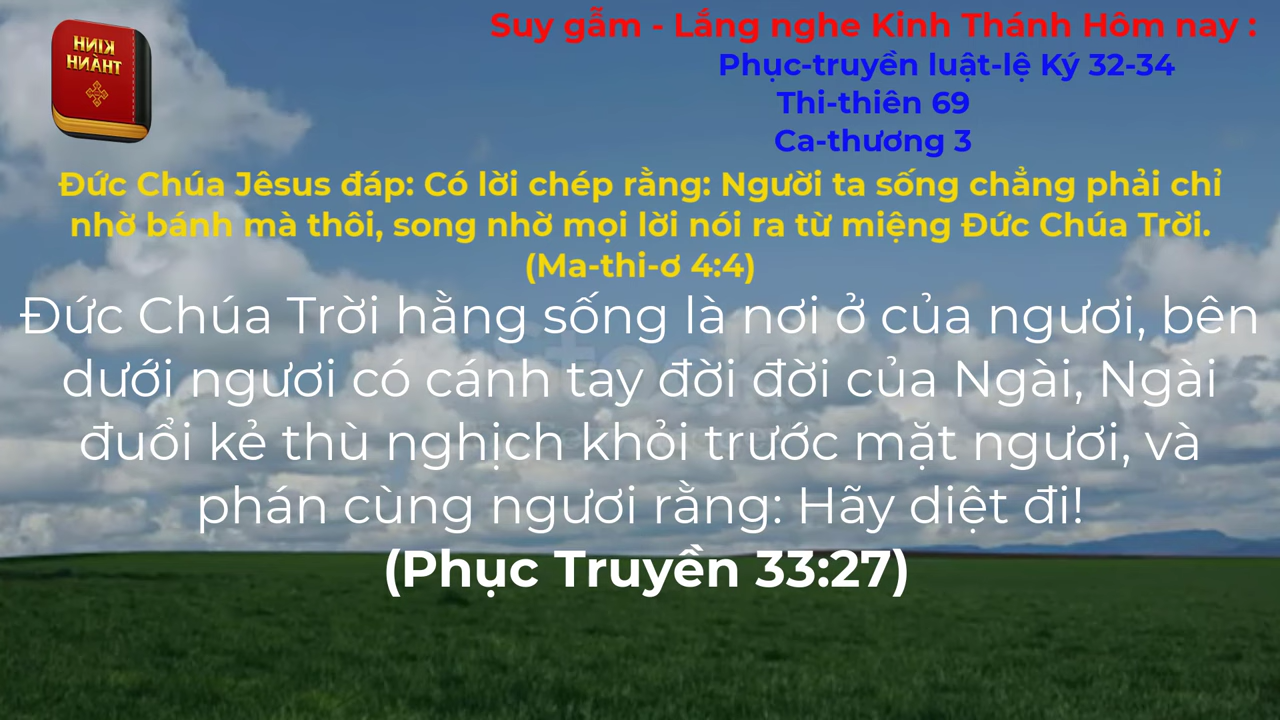 KINH
THÁNH
Suy gẫm - Lắng nghe Kinh Thánh Hôm nay :
Phục-truyền luật-lệ Ký 32-34
Thi-thiên 69
Ca-thương 3
Đức Chúa Jêsus đáp: Có lời chép rằng: Người ta sống chẳng phải chỉ
nhờ bánh mà thôi, song nhờ mọi lời nói ra từ miệng Đức Chúa Trời.
(Ma-thi-ơ 4:4)
Đức Chúa Trời hằng sống là nơi ở của ngươi, bên
dưới ngươi có cánh tay đời đời của Ngài, Ngài
đuổi kẻ thù nghịch khỏi trước mặt ngươi, và
phán cùng ngươi rằng: Hãy diệt đi!
(Phục Truyền 33:27)